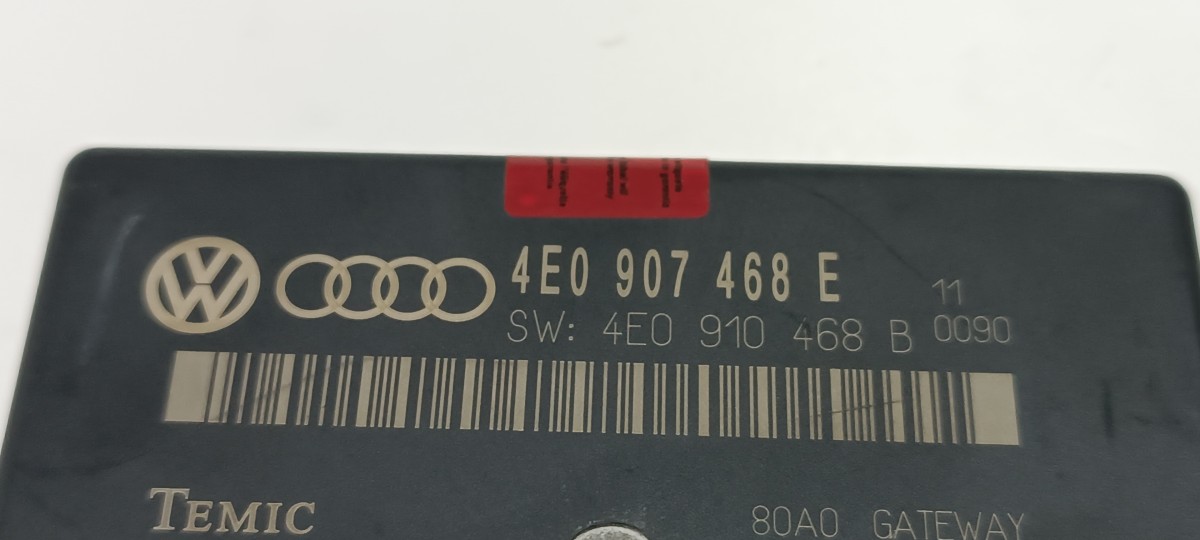 4E0 907 468 E
11
SW: 4E0 910 468 B
0090
TEMIC
80A0 GATEWAY